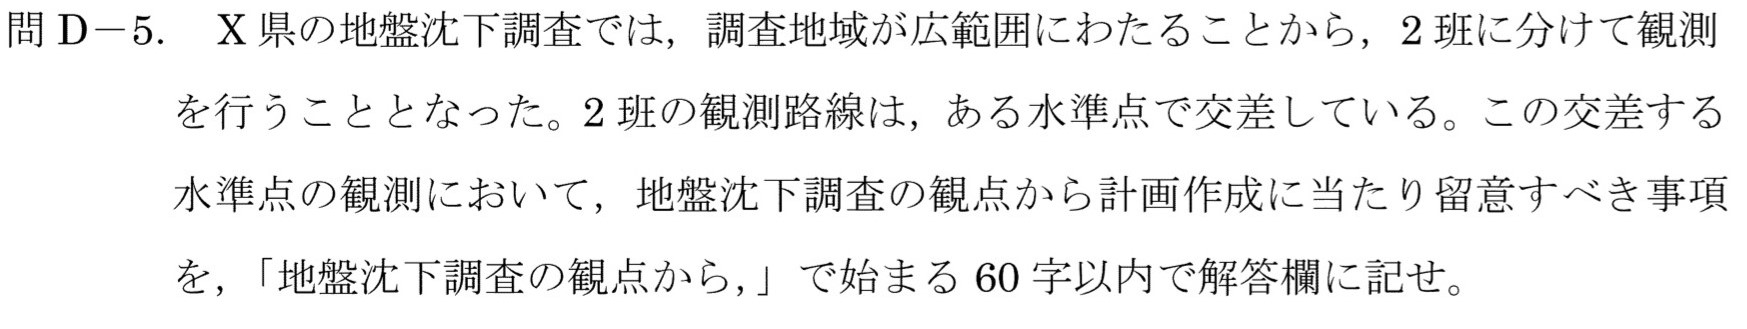 問D－5.　X県の地盤沈下調査では，調査地域が広範囲にわたることから，2班に分けて観測
を行うこととなった。2班の観測路線は，ある水準点で交差している。この交差する
水準点の観測において，地盤沈下調査の観点から計画作成に当たり留意すべき事項
を，「地盤沈下調査の観点から，」で始まる60字以内で解答欄に記せ。